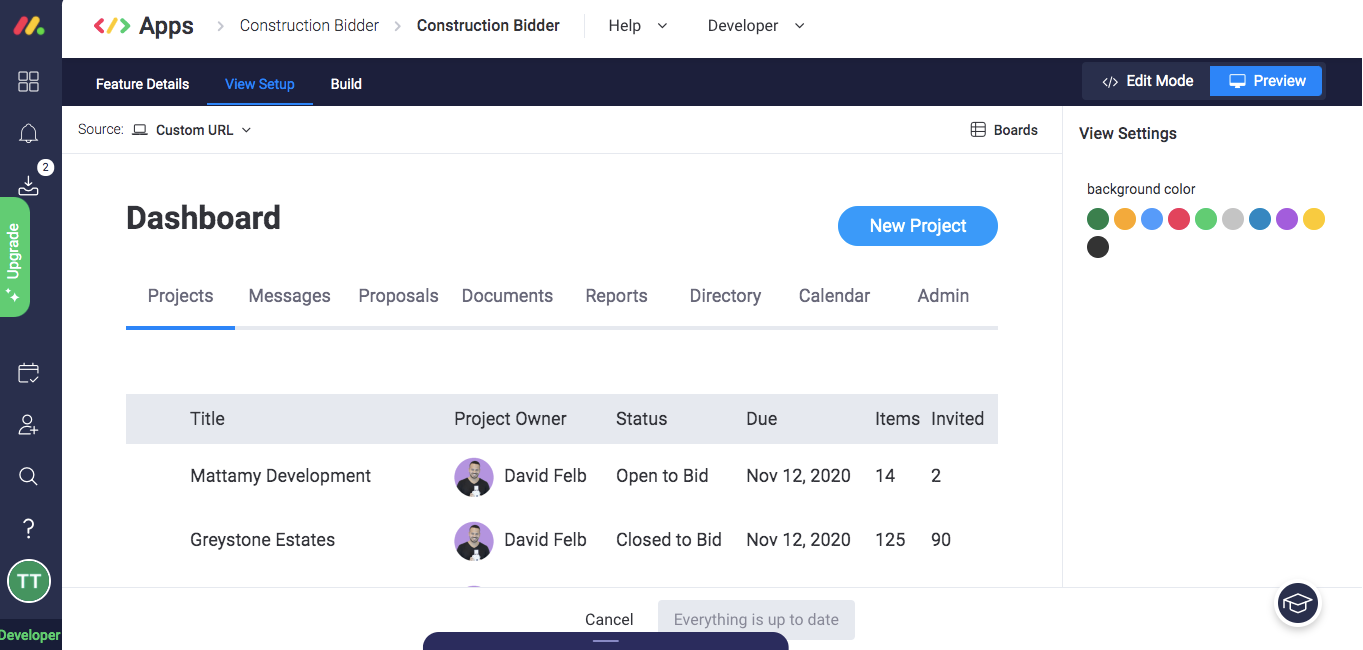 Apps
Construction Bidder
Construction Bidder
Help
Developer
Feature Details
View Setup
Build
Edit Mode
Preview
Source:
Custom URL
Boards
View Settings
2
background color
Upgrade
Dashboard
New Project
Projects
Messages
Proposals
Documents
Reports
Directory
Calendar
Admin
Title Project Owner Status Due Items Invited
Mattamy Development David Felb Open to Bid Nov 12, 2020 14 2
Greystone Estates David Felb Closed to Bid Nov 12, 2020 125 90
?
TT
Developer
Cancel
Everything is up to date